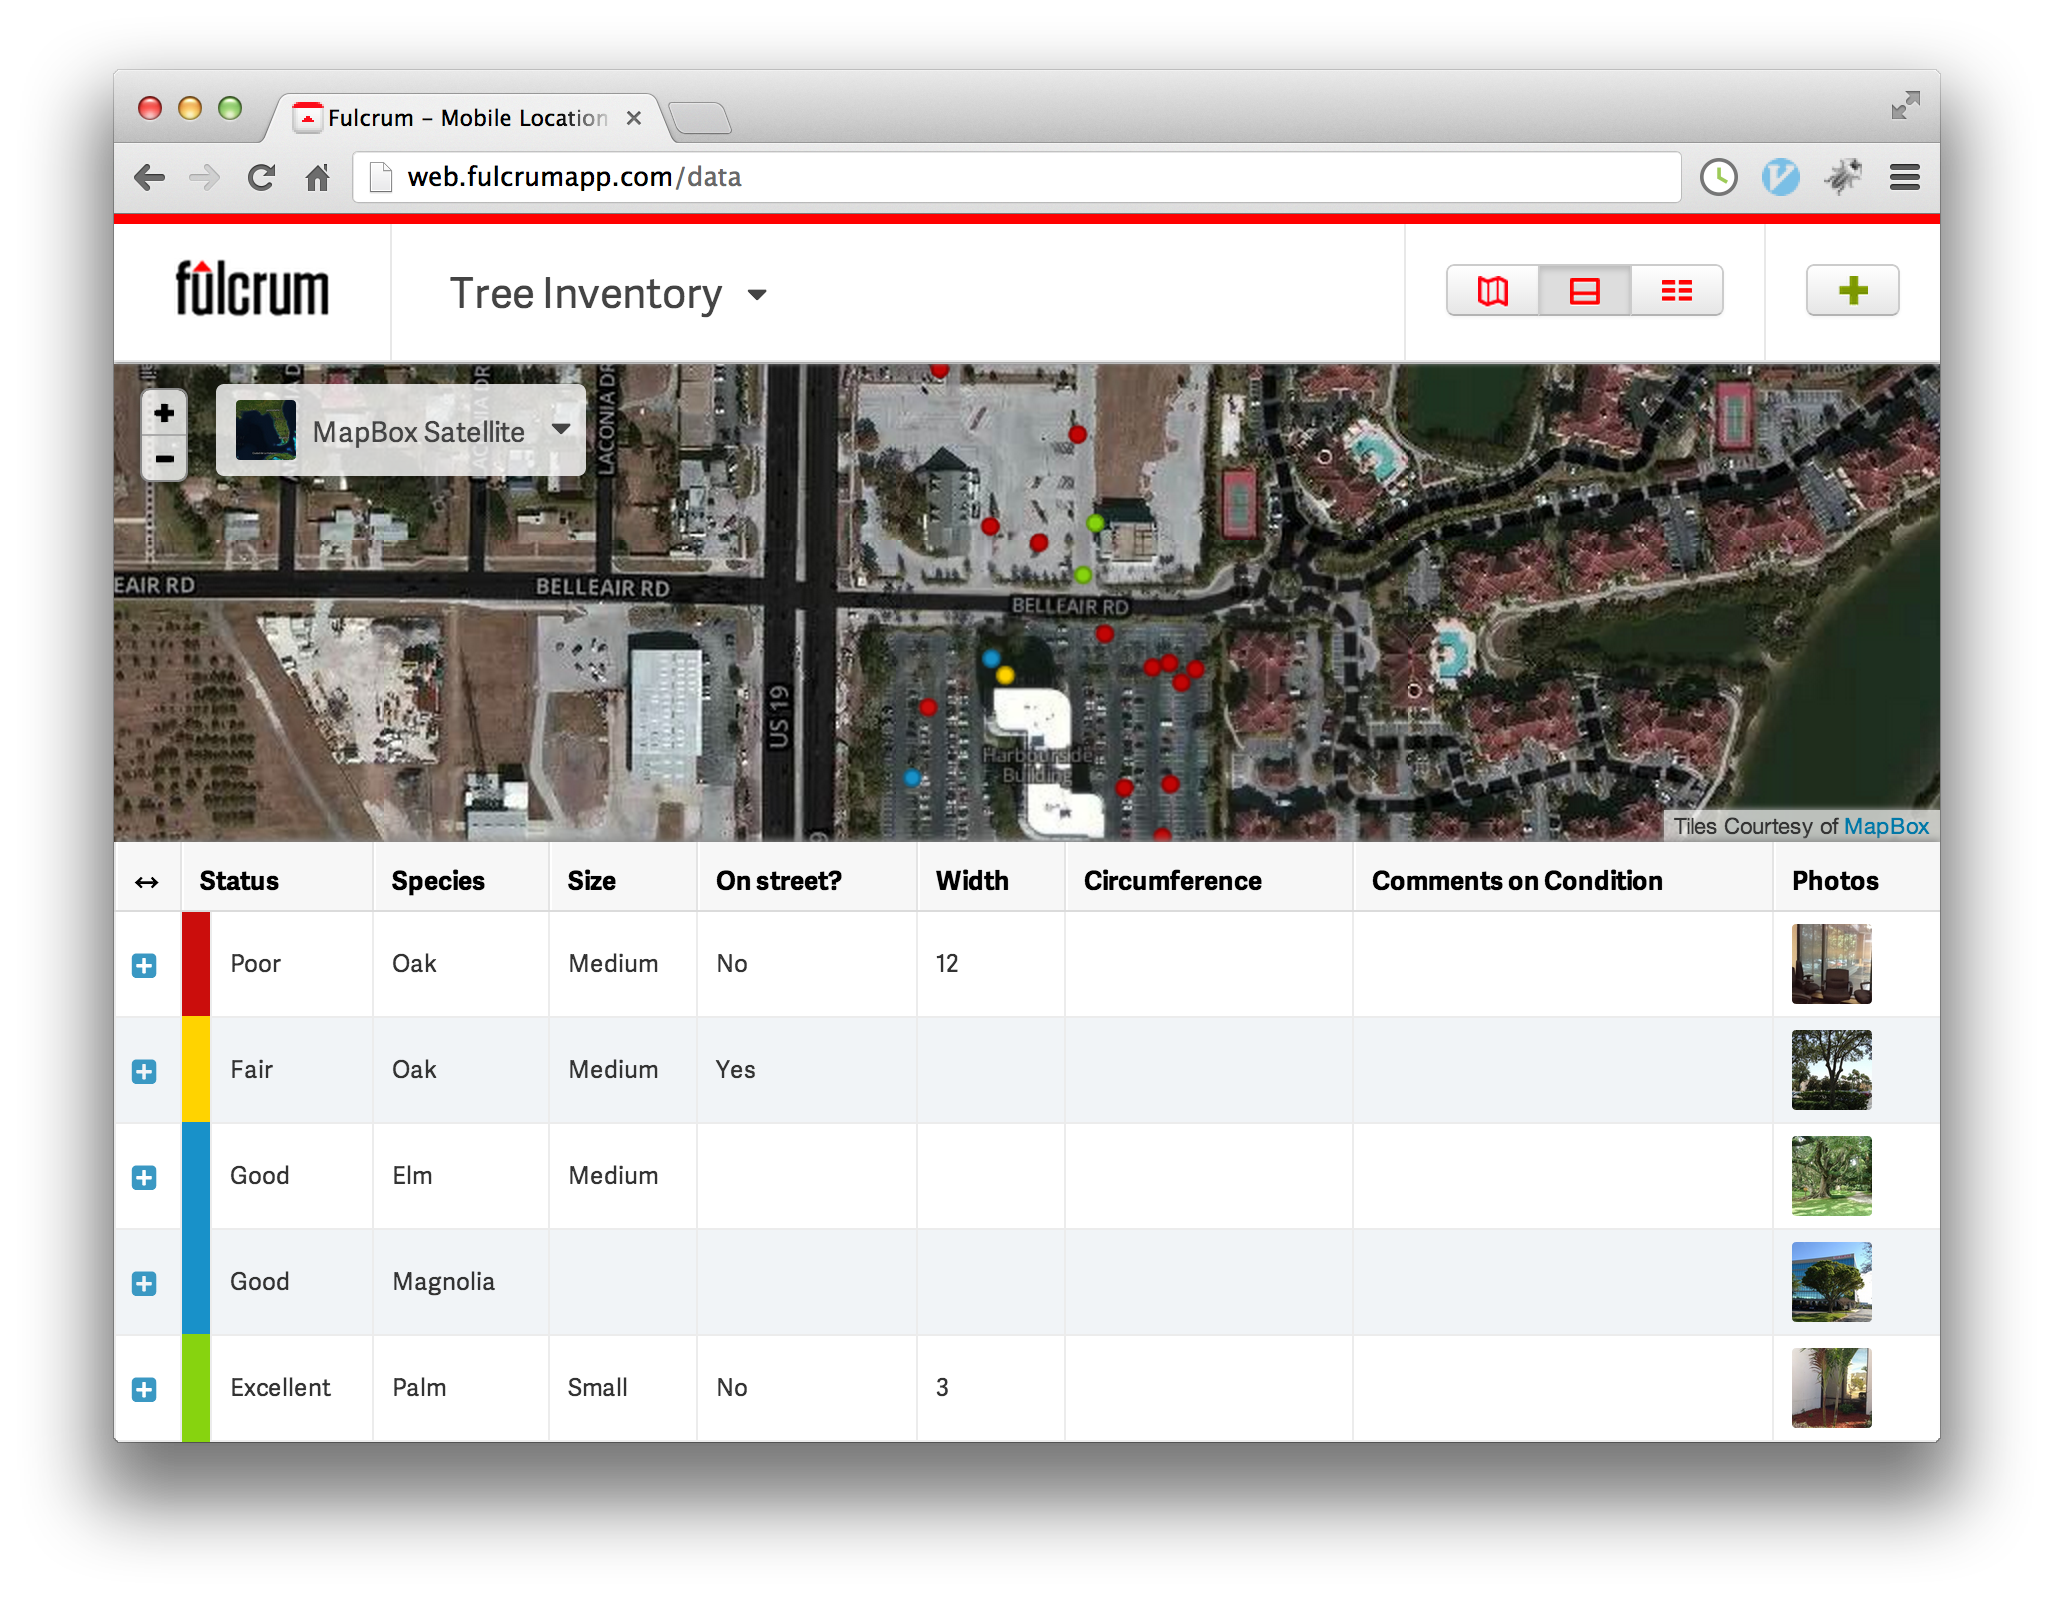 Fulcrum – Mobile Location
web.fulcrumapp.com/data
fulcrum
Tree Inventory
MapBox Satellite
LACONIA DR
LACONIA DR
EAIR RD
BELLEAIR RD
BELLEAIR RD
US 19
Harbourside
Building
Tiles Courtesy of MapBox
Status Species Size On street? Width Circumference Comments on Condition Photos
Poor Oak Medium No 12
Fair Oak Medium Yes
Good Elm Medium
Good Magnolia
Excellent Palm Small No 3